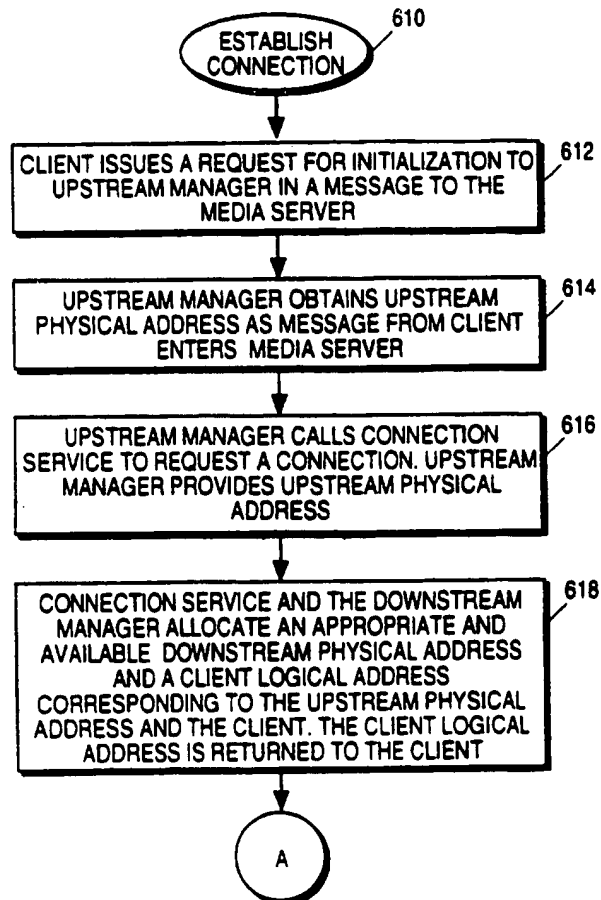 ESTABLISH
CONNECTION
610
CLIENT ISSUES A REQUEST FOR INITIALIZATION TO
UPSTREAM MANAGER IN A MESSAGE TO THE
MEDIA SERVER
612
UPSTREAM MANAGER OBTAINS UPSTREAM
PHYSICAL ADDRESS AS MESSAGE FROM CLIENT
ENTERS MEDIA SERVER
614
UPSTREAM MANAGER CALLS CONNECTION
SERVICE TO REQUEST A CONNECTION. UPSTREAM
MANAGER PROVIDES UPSTREAM PHYSICAL
ADDRESS
616
CONNECTION SERVICE AND THE DOWNSTREAM
MANAGER ALLOCATE AN APPROPRIATE AND
AVAILABLE DOWNSTREAM PHYSICAL ADDRESS
AND A CLIENT LOGICAL ADDRESS
CORRESPONDING TO THE UPSTREAM PHYSICAL
ADDRESS AND THE CLIENT. THE CLIENT LOGICAL
ADDRESS IS RETURNED TO THE CLIENT
618
A